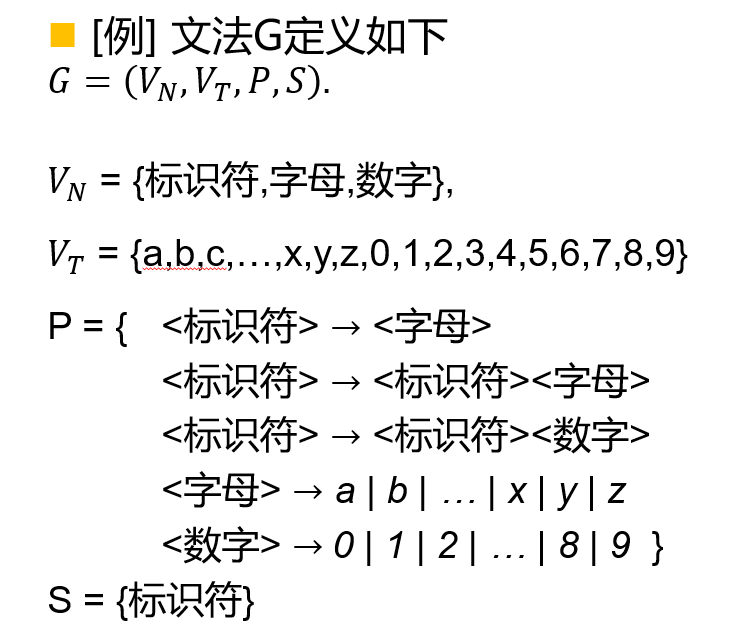 [例] 文法G定义如下
G = (V_N, V_T, P, S).
V_N = {标识符,字母,数字},
V_T = {a,b,c,…,x,y,z,0,1,2,3,4,5,6,7,8,9}
P = { <标识符> → <字母>
<标识符> → <标识符><字母>
<标识符> → <标识符><数字>
<字母> → a | b | … | x | y | z
<数字> → 0 | 1 | 2 | … | 8 | 9 }
S = {标识符}